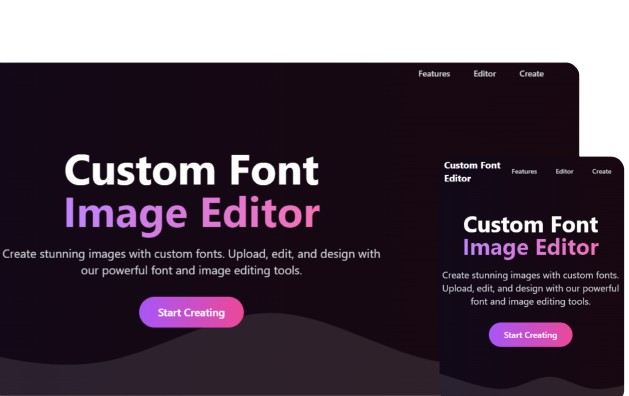 Features Editor Create
Custom Font
Image Editor
Create stunning images with custom fonts. Upload, edit, and design with
our powerful font and image editing tools.
Start Creating
Custom Font
Editor
Features Editor Create
Custom Font
Image Editor
Create stunning images with custom fonts.
Upload, edit, and design with our powerful
font and image editing tools.
Start Creating